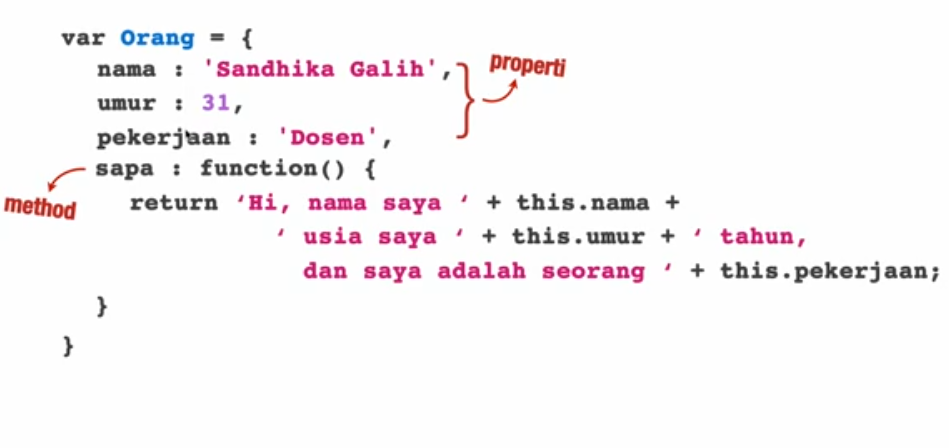 var Orang = {
nama : 'Sandhika Galih',
properti
umur : 31,
pekerjaan : 'Dosen',
sapa : function() {
method
return ‘Hi, nama saya ‘ + this.nama +
‘ usia saya ‘ + this.umur + ‘ tahun,
dan saya adalah seorang ‘ + this.pekerjaan;
}
}